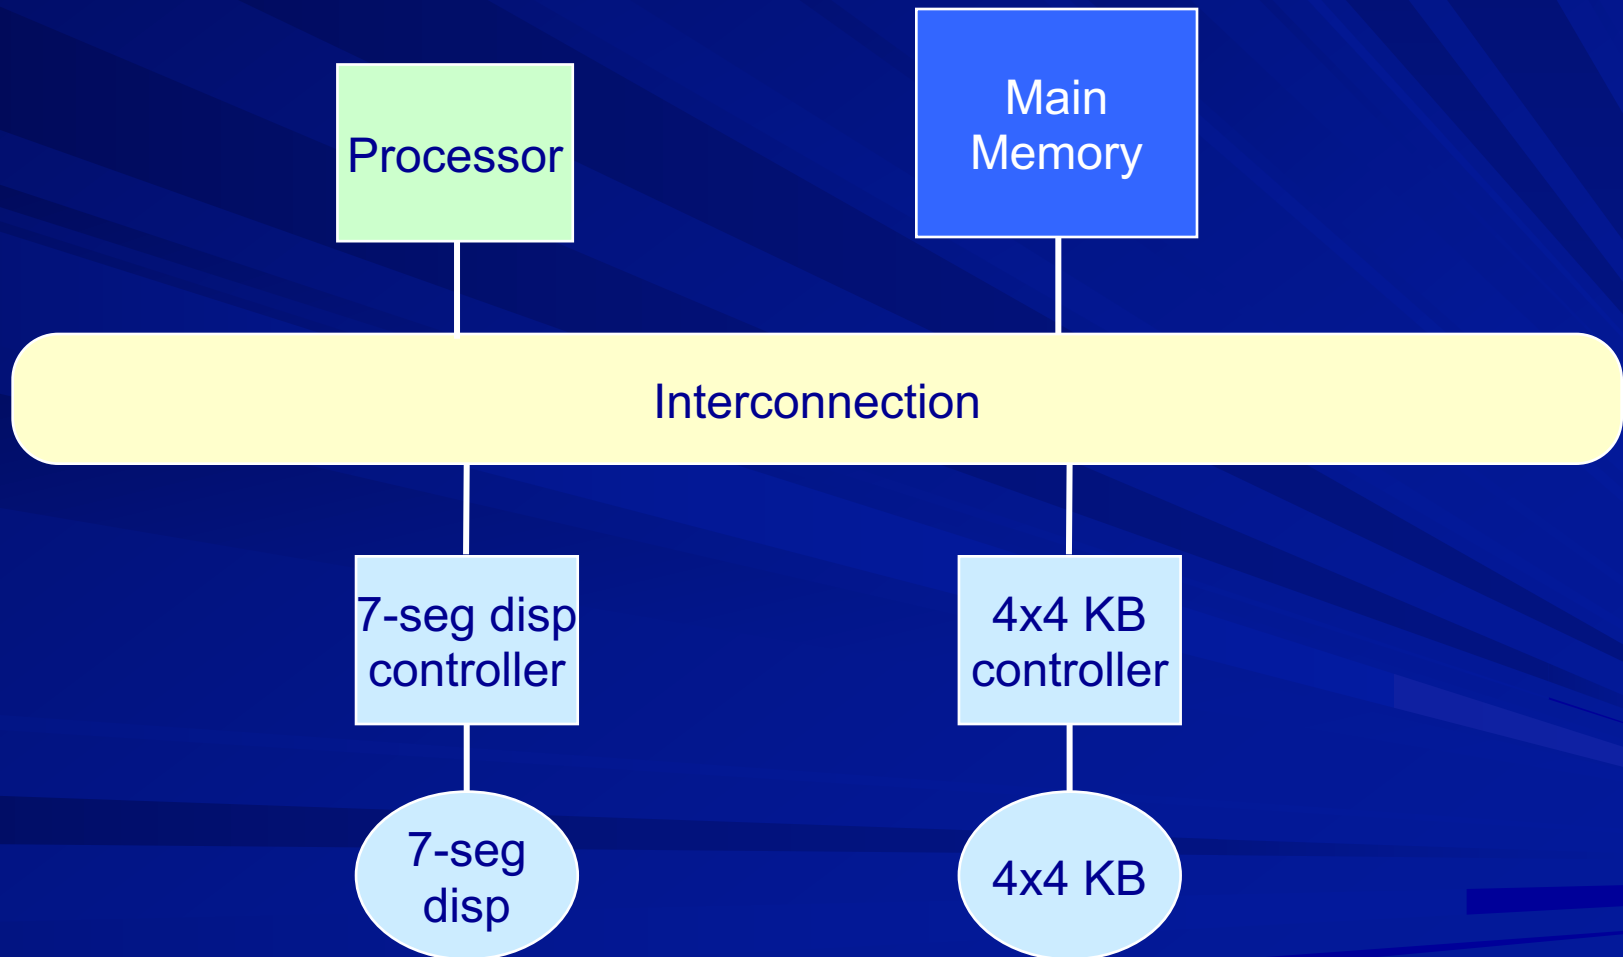 Processor
Main
Memory
Interconnection
7-seg disp
controller
4x4 KB
controller
7-seg
disp
4x4 KB